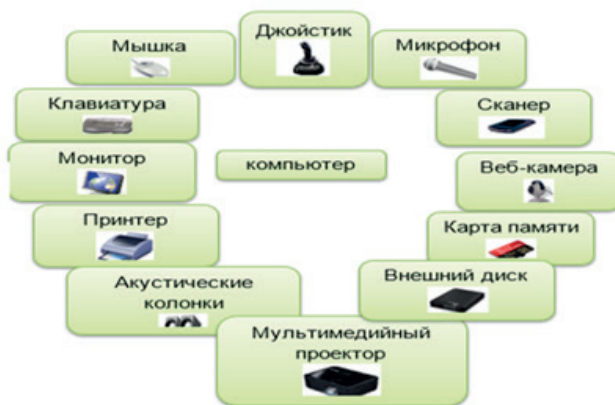 Джойстик
Мышка
Микрофон
Клавиатура
Сканер
Монитор
компьютер
Веб-камера
Принтер
Карта памяти
Акустические
колонки
Внешний диск
Мультимедийный
проектор